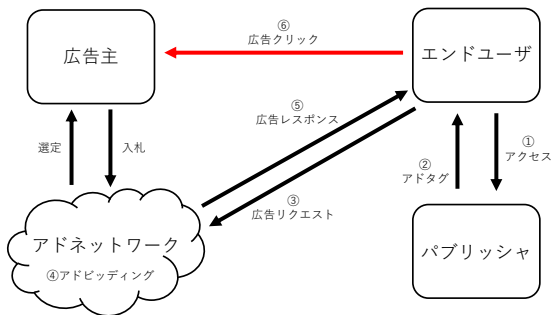 ⑥
広告クリック
広告主
エンドユーザ
⑤
広告レスポンス
選定
入札
①
アクセス
②
アドタグ
③
広告リクエスト
アドネットワーク
④アドビッディング
パブリッシャ